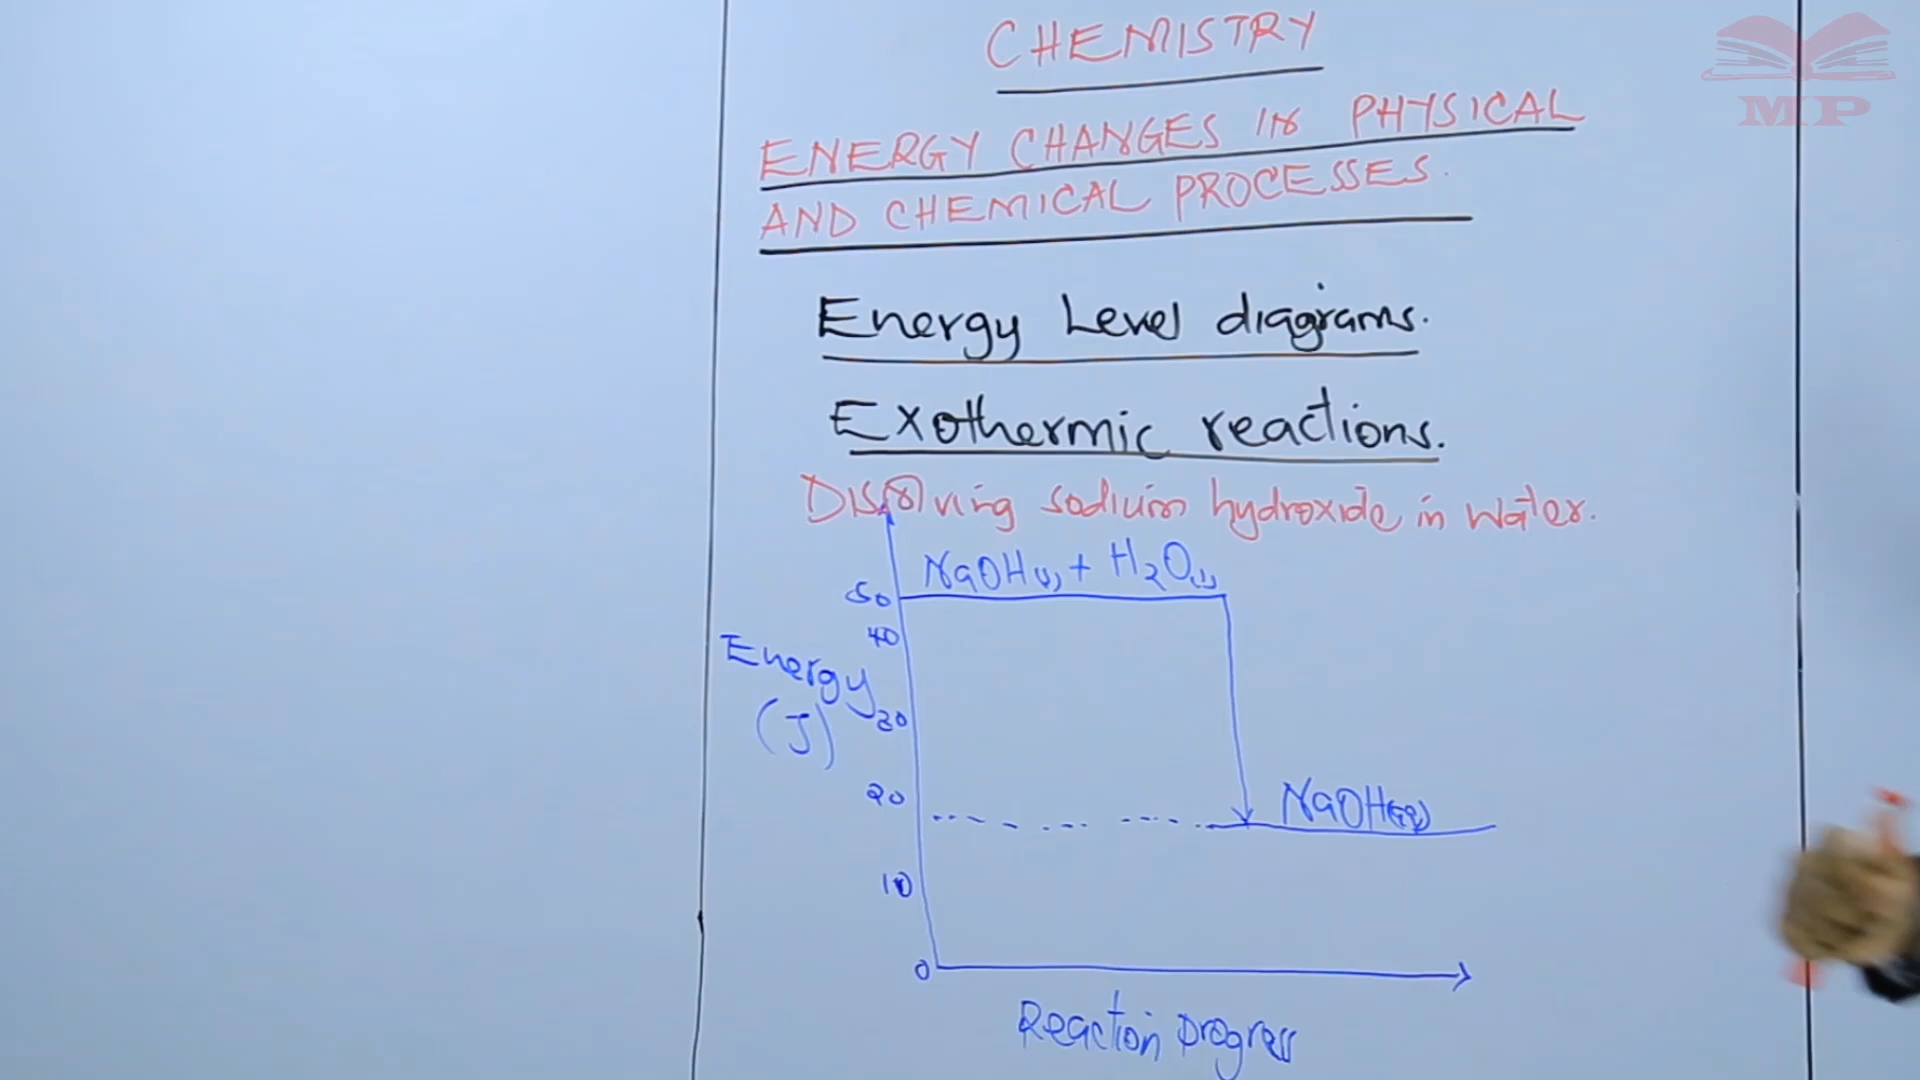 CHEMISTRY
MP
ENERGY CHANGES IN PHYSICAL
AND CHEMICAL PROCESSES.
Energy Level diagrams.
Exothermic reactions.
Dissolving sodium hydroxide in water.
NaOH(s) + H2O(l)
50
40
Energy
(J)
30
20
NaOH(aq)
10
0
Reaction progress